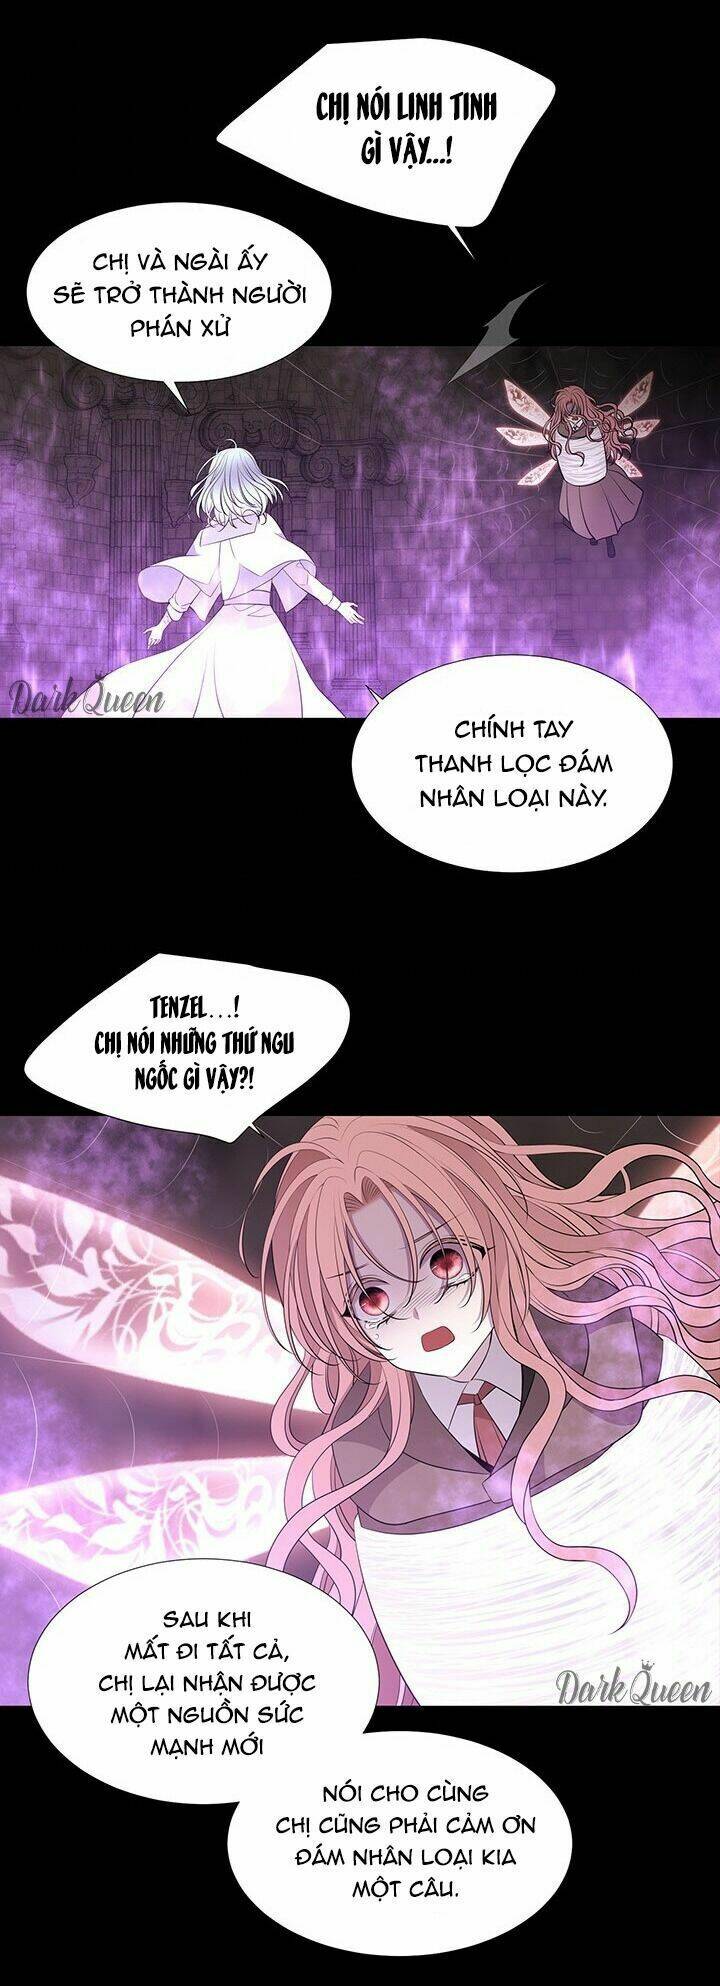 CHỊ NÓI LINH TINH
GÌ VẬY...!
CHỊ VÀ NGÀI ẤY
SẼ TRỞ THÀNH NGƯỜI
PHÁN XỬ
DarkQueen
CHÍNH TAY
THANH LỌC ĐÁM
NHÂN LOẠI NÀY.
TENZEL...!
CHỊ NÓI NHỮNG THỨ NGU
NGỐC GÌ VẬY?!
SAU KHI
MẤT ĐI TẤT CẢ,
CHỊ LẠI NHẬN ĐƯỢC
MỘT NGUỒN SỨC
MẠNH MỚI
DarkQueen
NÓI CHO CÙNG
CHỊ CŨNG PHẢI CẢM ƠN
ĐÁM NHÂN LOẠI KIA
MỘT CÂU.